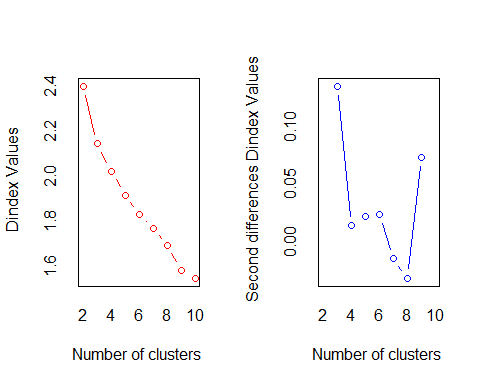 Dindex Values
2.4
2.2
2.0
1.8
1.6
2 4 6 8 10
Number of clusters
Second differences Dindex Values
0.10
0.05
0.00
2 4 6 8 10
Number of clusters